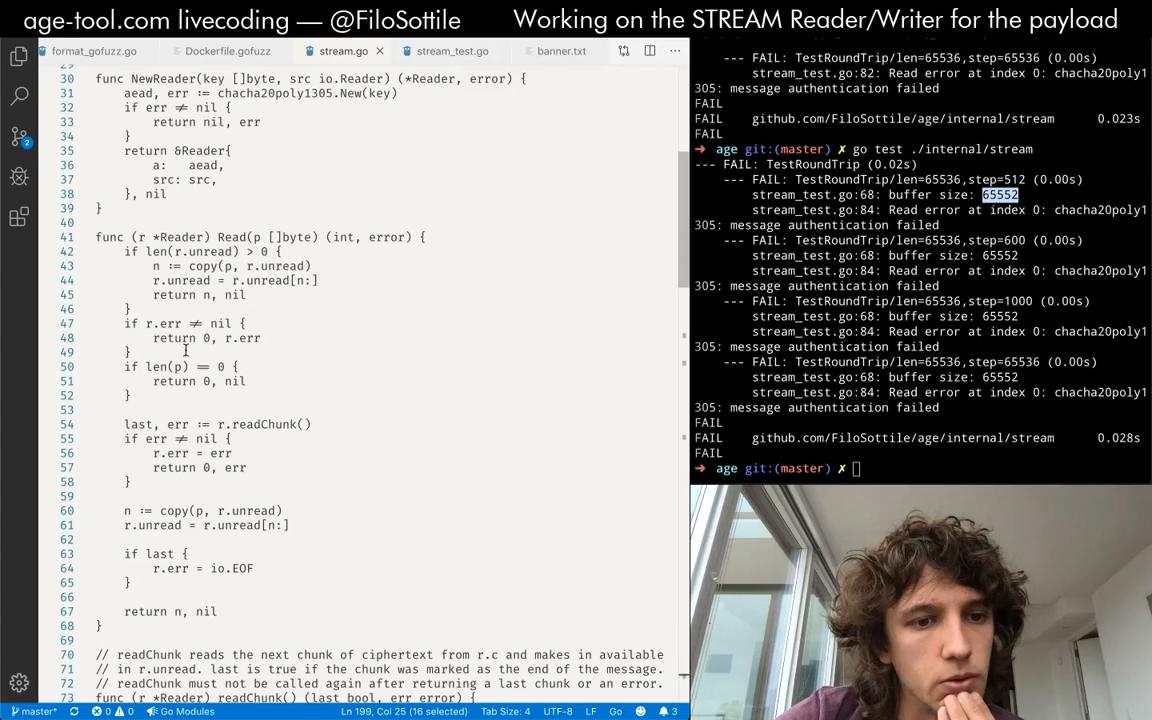 age-tool.com livecoding — @FiloSottile
Working on the STREAM Reader/Writer for the payload
format_gofuzz.go
Dockerfile.gofuzz
stream.go
stream_test.go
banner.txt
29
30 func NewReader(key []byte, src io.Reader) (*Reader, error) {
31 aead, err := chacha20poly1305.New(key)
32 if err ≠ nil {
33 return nil, err
34 }
35 return &Reader{
36 a: aead,
37 src: src,
38 }, nil
39 }
40
41 func (r *Reader) Read(p []byte) (int, error) {
42 if len(r.unread) > 0 {
43 n := copy(p, r.unread)
44 r.unread = r.unread[n:]
45 return n, nil
46 }
47 if r.err ≠ nil {
48 return 0, r.err
49 }
50 if len(p) == 0 {
51 return 0, nil
52 }
53
54 last, err := r.readChunk()
55 if err ≠ nil {
56 r.err = err
57 return 0, err
58 }
59
60 n := copy(p, r.unread)
61 r.unread = r.unread[n:]
62
63 if last {
64 r.err = io.EOF
65 }
66
67 return n, nil
68 }
69
70 // readChunk reads the next chunk of ciphertext from r.c and makes in available
71 // in r.unread. last is true if the chunk was marked as the end of the message.
72 // readChunk must not be called again after returning a last chunk or an error.
73 func (r *Reader) readChunk() (last bool, err error) {
master*
0
0
Go Modules
Ln 199, Col 25 (16 selected)
Tab Size: 4
UTF-8
LF
Go
3
2
--- FAIL: TestRoundTrip/len=65536,step=65536 (0.00s)
stream_test.go:82: Read error at index 0: chacha20poly1
305: message authentication failed
FAIL
FAIL github.com/FiloSottile/age/internal/stream 0.023s
FAIL
➜ age git:(master) ✗ go test ./internal/stream
--- FAIL: TestRoundTrip (0.02s)
--- FAIL: TestRoundTrip/len=65536,step=512 (0.00s)
stream_test.go:68: buffer size: 65552
stream_test.go:84: Read error at index 0: chacha20poly1
305: message authentication failed
--- FAIL: TestRoundTrip/len=65536,step=600 (0.00s)
stream_test.go:68: buffer size: 65552
stream_test.go:84: Read error at index 0: chacha20poly1
305: message authentication failed
--- FAIL: TestRoundTrip/len=65536,step=1000 (0.00s)
stream_test.go:68: buffer size: 65552
stream_test.go:84: Read error at index 0: chacha20poly1
305: message authentication failed
--- FAIL: TestRoundTrip/len=65536,step=65536 (0.00s)
stream_test.go:68: buffer size: 65552
stream_test.go:84: Read error at index 0: chacha20poly1
305: message authentication failed
FAIL
FAIL github.com/FiloSottile/age/internal/stream 0.028s
FAIL
➜ age git:(master) ✗